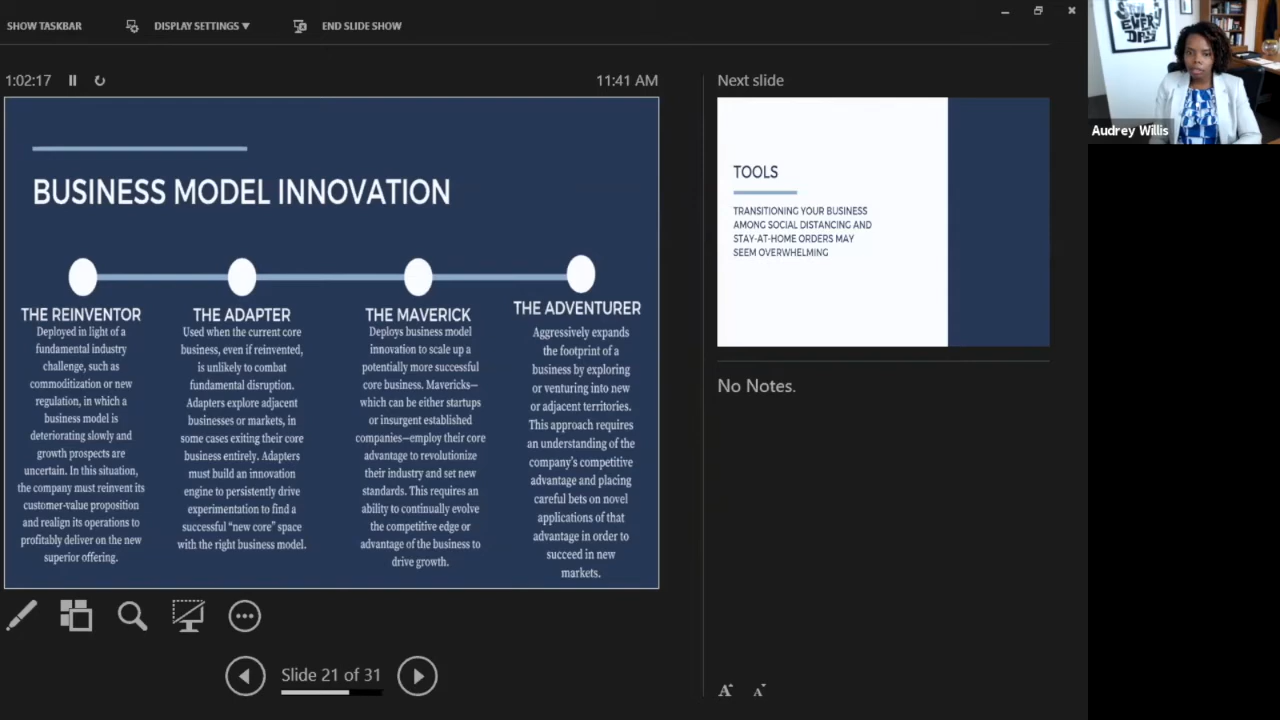 SHOW TASKBAR
DISPLAY SETTINGS
END SLIDE SHOW
1:02:17
11:41 AM
BUSINESS MODEL INNOVATION
THE REINVENTOR
Deployed in light of a
fundamental industry
challenge, such as
commoditization or new
regulation, in which a
business model is
deteriorating slowly and
growth prospects are
uncertain. In this situation,
the company must reinvent its
customer-value proposition
and realign its operations to
profitably deliver on the new
superior offering.
THE ADAPTER
Used when the current core
business, even if reinvented,
is unlikely to combat
fundamental disruption.
Adapters explore adjacent
businesses or markets, in
some cases exiting their core
business entirely. Adapters
must build an innovation
engine to persistently drive
experimentation to find a
successful “new core” space
with the right business model.
THE MAVERICK
Deploys business model
innovation to scale up a
potentially more successful
core business. Mavericks—
which can be either startups
or insurgent established
companies—employ their core
advantage to revolutionize
their industry and set new
standards. This requires an
ability to continually evolve
the competitive edge or
advantage of the business to
drive growth.
THE ADVENTURER
Aggressively expands
the footprint of a
business by exploring
or venturing into new
or adjacent territories.
This approach requires
an understanding of the
company's competitive
advantage and placing
careful bets on novel
applications of that
advantage in order to
succeed in new
markets.
Slide 21 of 31
Next slide
TOOLS
TRANSITIONING YOUR BUSINESS
AMONG SOCIAL DISTANCING AND
STAY-AT-HOME ORDERS MAY
SEEM OVERWHELMING
No Notes.
A A
EVERY
DAY
Audrey Willis